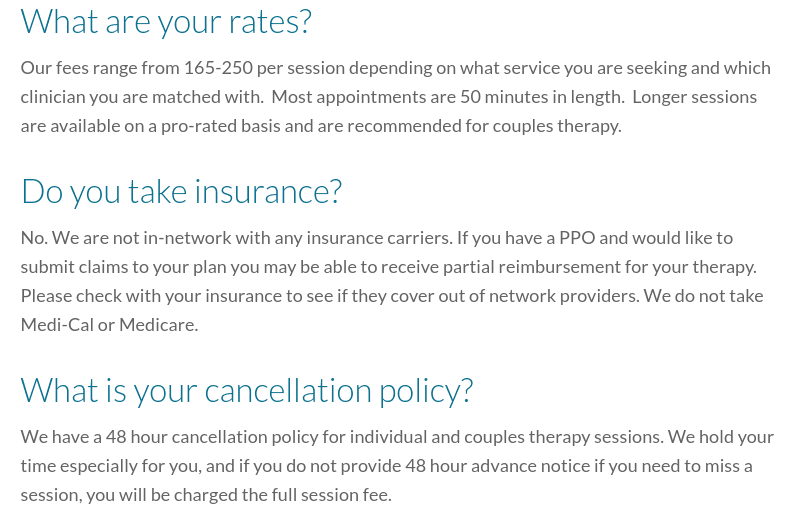 What are your rates?
Our fees range from 165-250 per session depending on what service you are seeking and which
clinician you are matched with.  Most appointments are 50 minutes in length.  Longer sessions
are available on a pro-rated basis and are recommended for couples therapy.
Do you take insurance?
No. We are not in-network with any insurance carriers. If you have a PPO and would like to
submit claims to your plan you may be able to receive partial reimbursement for your therapy.
Please check with your insurance to see if they cover out of network providers. We do not take
Medi-Cal or Medicare.
What is your cancellation policy?
We have a 48 hour cancellation policy for individual and couples therapy sessions. We hold your
time especially for you, and if you do not provide 48 hour advance notice if you need to miss a
session, you will be charged the full session fee.